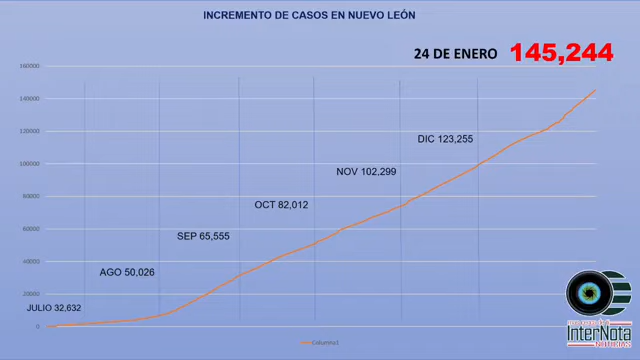 INCREMENTO DE CASOS EN NUEVO LEÓN
24 DE ENERO 145,244
160000
140000
120000
DIC 123,255
100000
NOV 102,299
80000
OCT 82,012
60000
SEP 65,555
40000
AGO 50,026
20000
JULIO 32,632
0
Columna1
InterNota
NOTICIAS